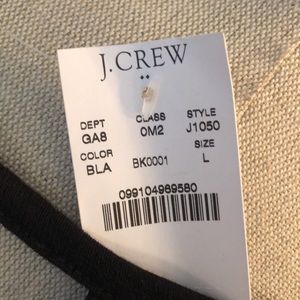 J.CREW
DEPT CLASS STYLE
GA8 0M2 J1050
COLOR SIZE
BLA BK0001 L
099104969580